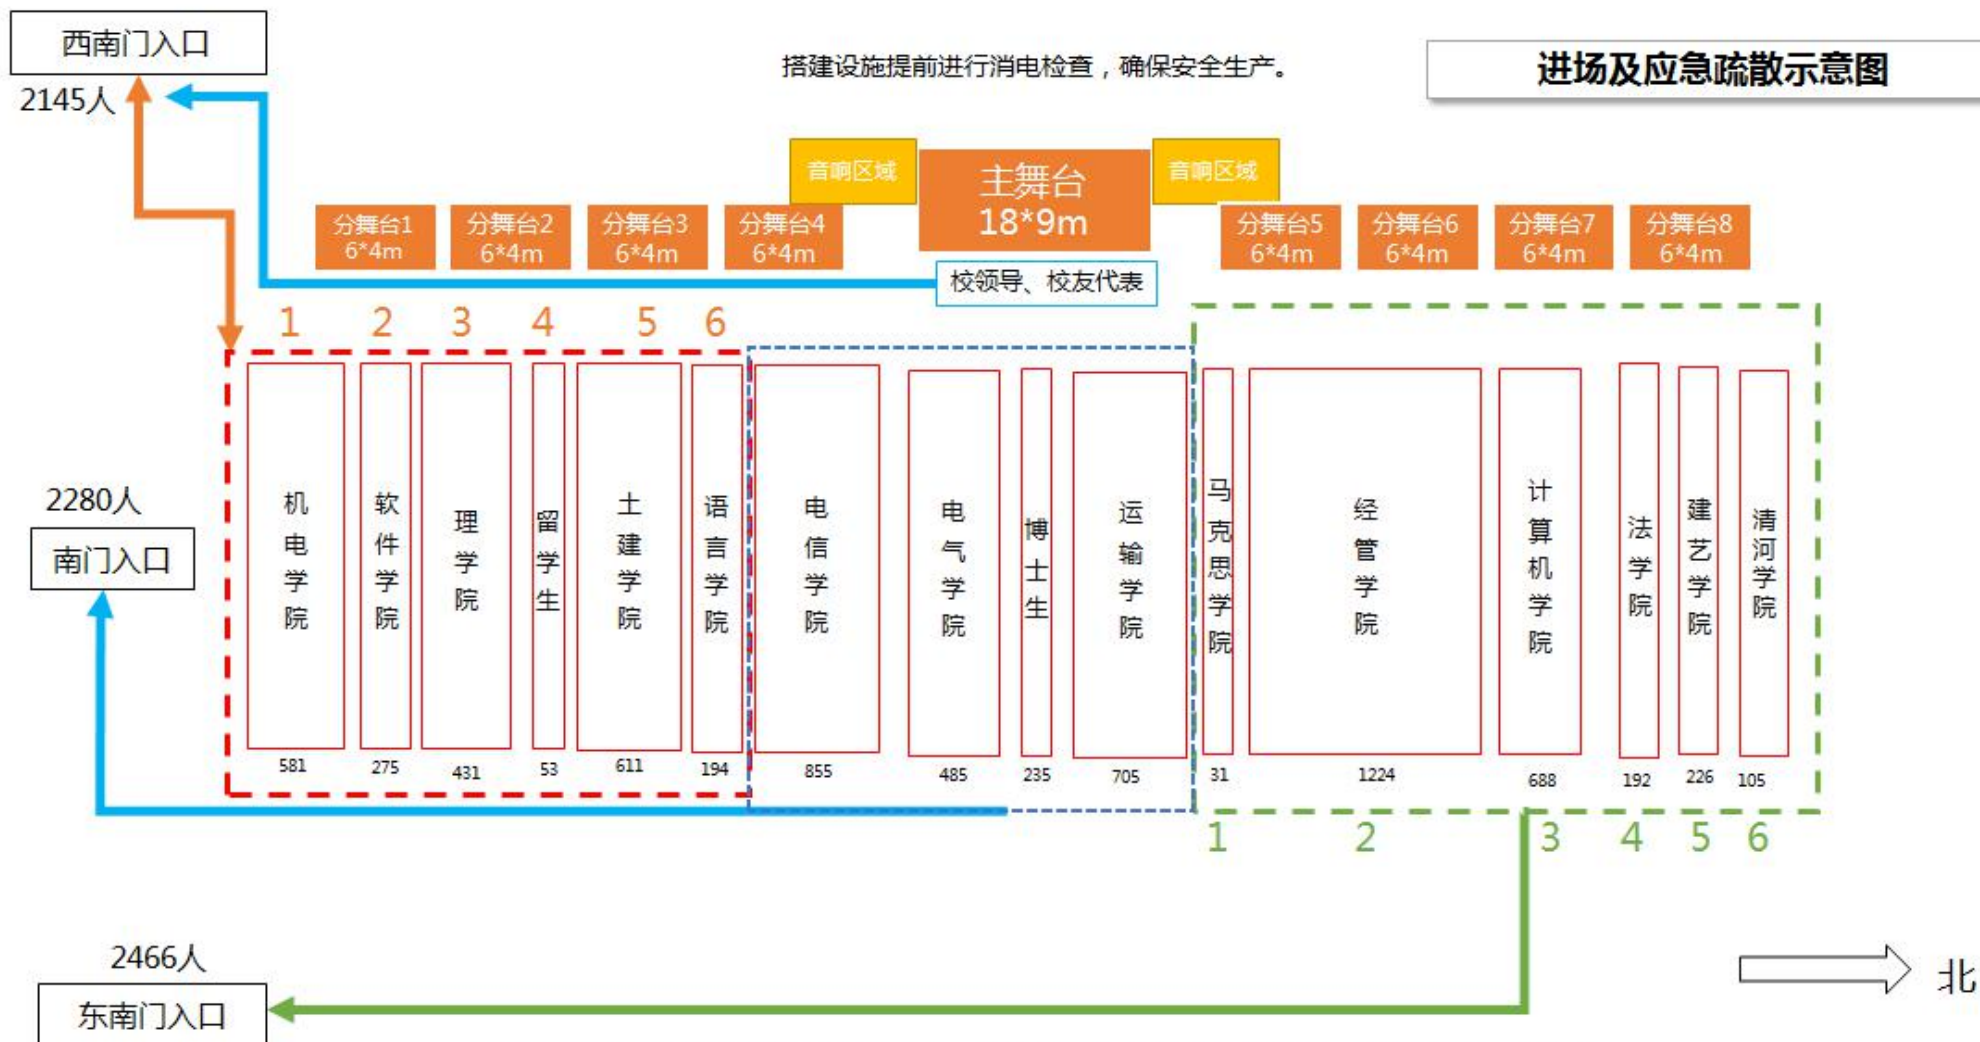 西南门入口
2145人
搭建设施提前进行消电检查，确保安全生产。
进场及应急疏散示意图
音响区域
主舞台
18*9m
音响区域
分舞台1
6*4m
分舞台2
6*4m
分舞台3
6*4m
分舞台4
6*4m
分舞台5
6*4m
分舞台6
6*4m
分舞台7
6*4m
分舞台8
6*4m
校领导、校友代表
1 2 3 4 5 6
2280人
南门入口
机电学院
软件学院
理学院
留学生
土建学院
语言学院
电信学院
电气学院
博士生
运输学院
马克思学院
经管学院
计算机学院
法学院
建艺学院
清河学院
581 275 431 53 611 194 855 485 235 705 31 1224 688 192 226 105
1 2 3 4 5 6
2466人
东南门入口
北